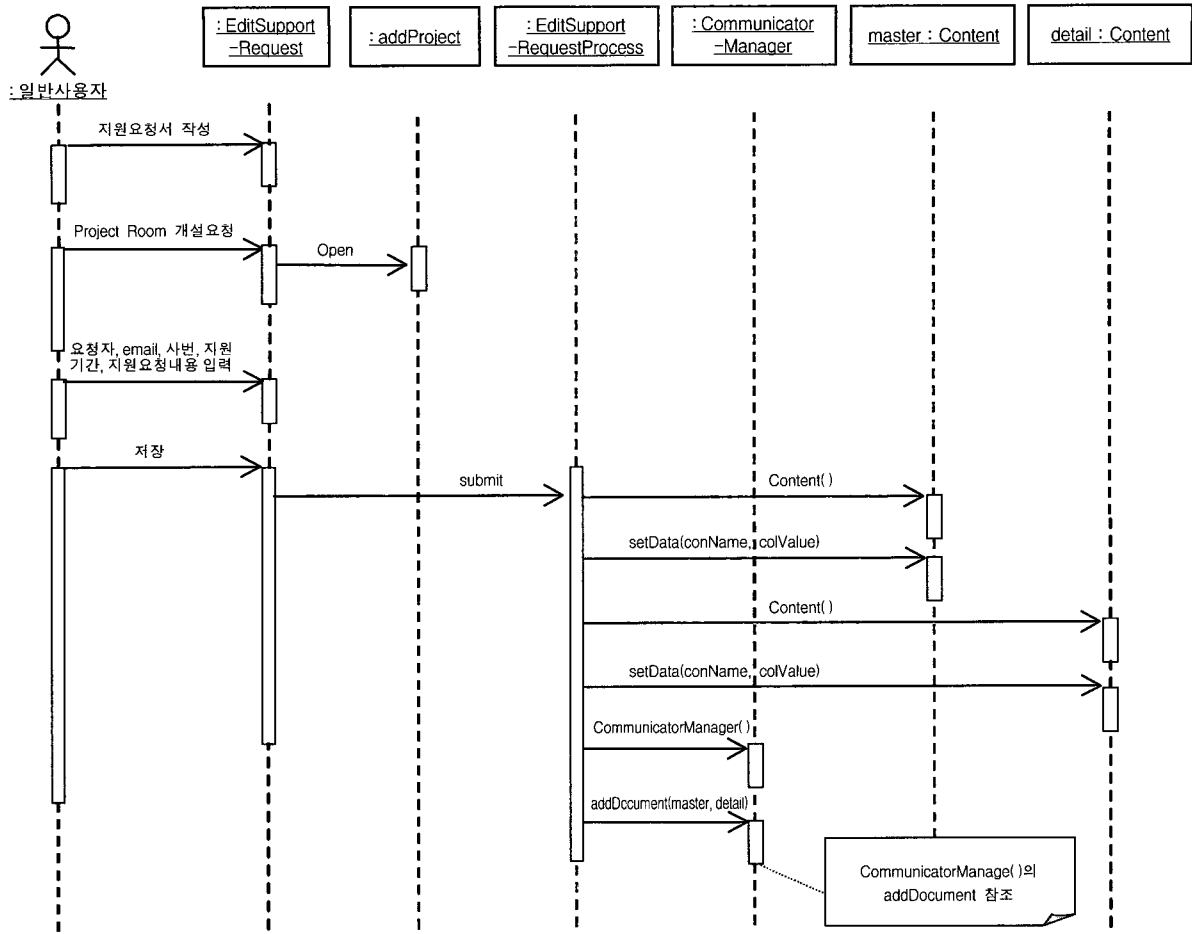 : EditSupport
-Request
: addProject
: EditSupport
-RequestProcess
: Communicator
-Manager
master : Content
detail : Content
: 일반사용자
지원요청서 작성
Project Room 개설요청
Open
요청자, email, 사번, 지원
기간, 지원요청내용 입력
저장
submit
Content( )
setData(conName, colValue)
Content( )
setData(conName, colValue)
CommunicatorManager( )
addDocument(master, detail)
CommunicatorManage( )의
addDocument 참조